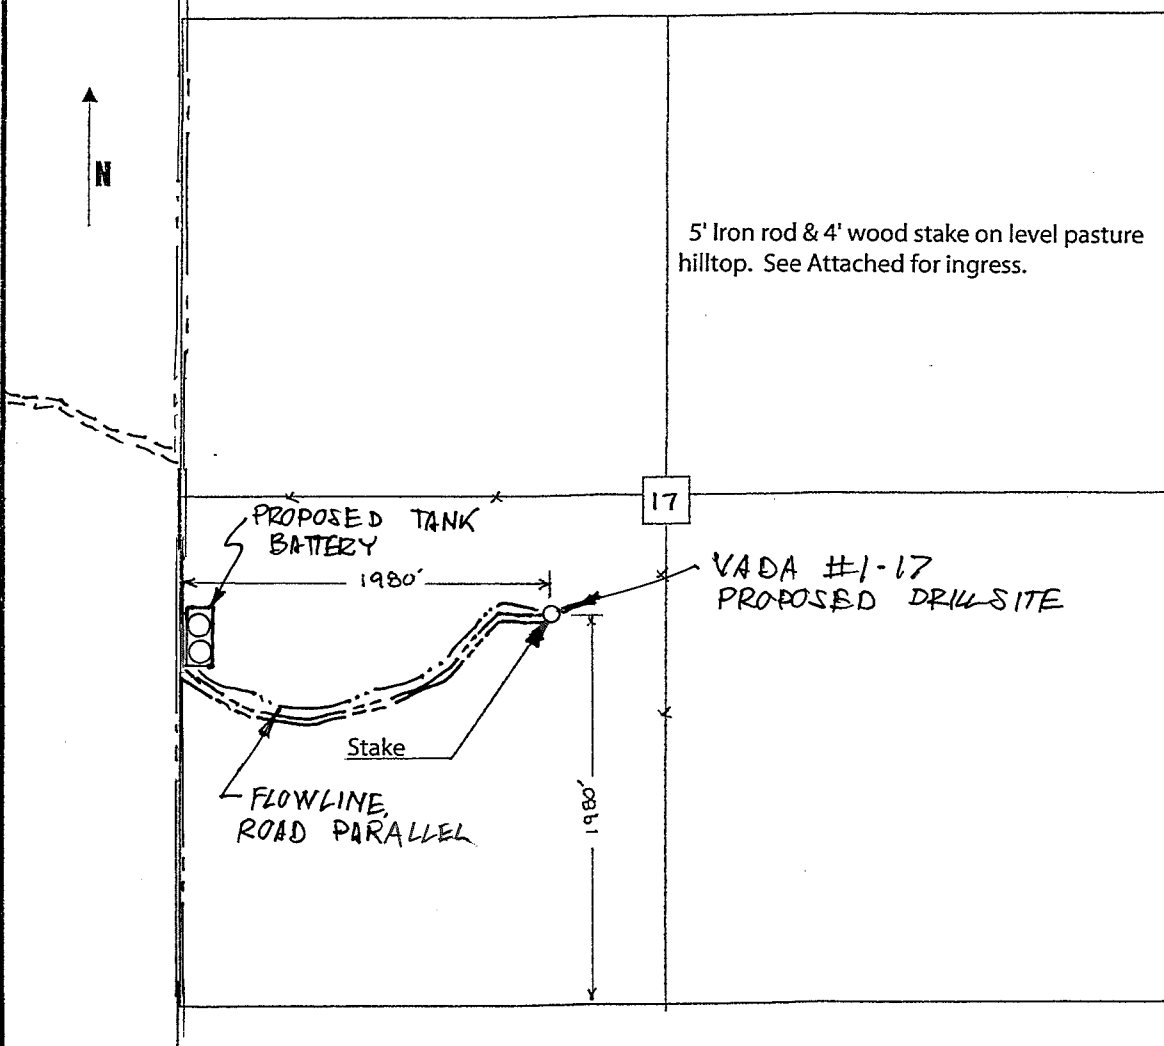 N
5' Iron rod & 4' wood stake on level pasture
hilltop. See Attached for ingress.
17
PROPOSED TANK
BATTERY
1980'
VADA #1-17
PROPOSED DRILLSITE
Stake
1980'
FLOWLINE,
ROAD PARALLEL